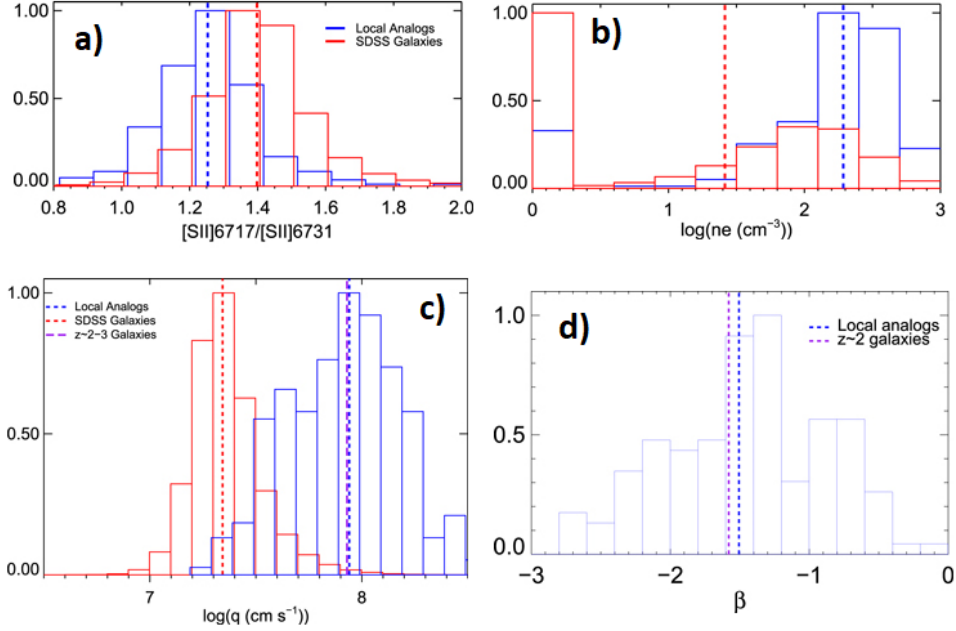 a)
Local Analogs
SDSS Galaxies
1.00
0.50
0.00
0.8 1.0 1.2 1.4 1.6 1.8 2.0
[SII]6717/[SII]6731
b)
1.00
0.50
0.00
0 1 2 3
log(ne (cm⁻³))
c)
Local Analogs
SDSS Galaxies
z~2−3 Galaxies
1.00
0.50
0.00
7 8
log(q (cm s⁻¹))
d)
Local analogs
z~2 galaxies
1.0
0.5
0.0
−3 −2 −1 0
β